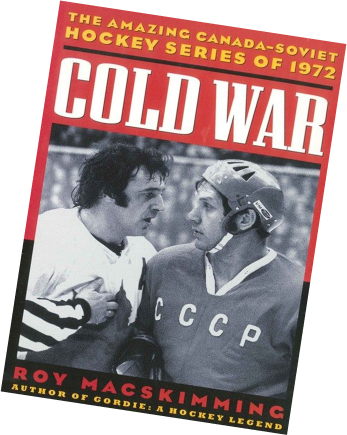 THE AMAZING CANADA-SOVIET
HOCKEY SERIES OF 1972
COLD WAR
CCCP
ROY MACSKIMMING
AUTHOR OF GORDIE: A HOCKEY LEGEND